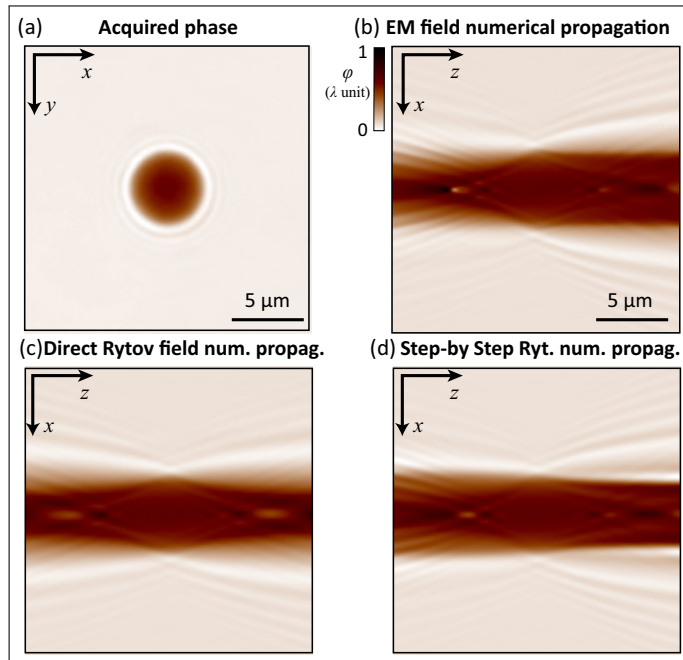 (a) Acquired phase
x
y
5 μm
(b) EM field numerical propagation
1
φ
(λ unit)
0
z
x
5 μm
(c) Direct Rytov field num. propag.
z
x
(d) Step-by Step Ryt. num. propag.
z
x